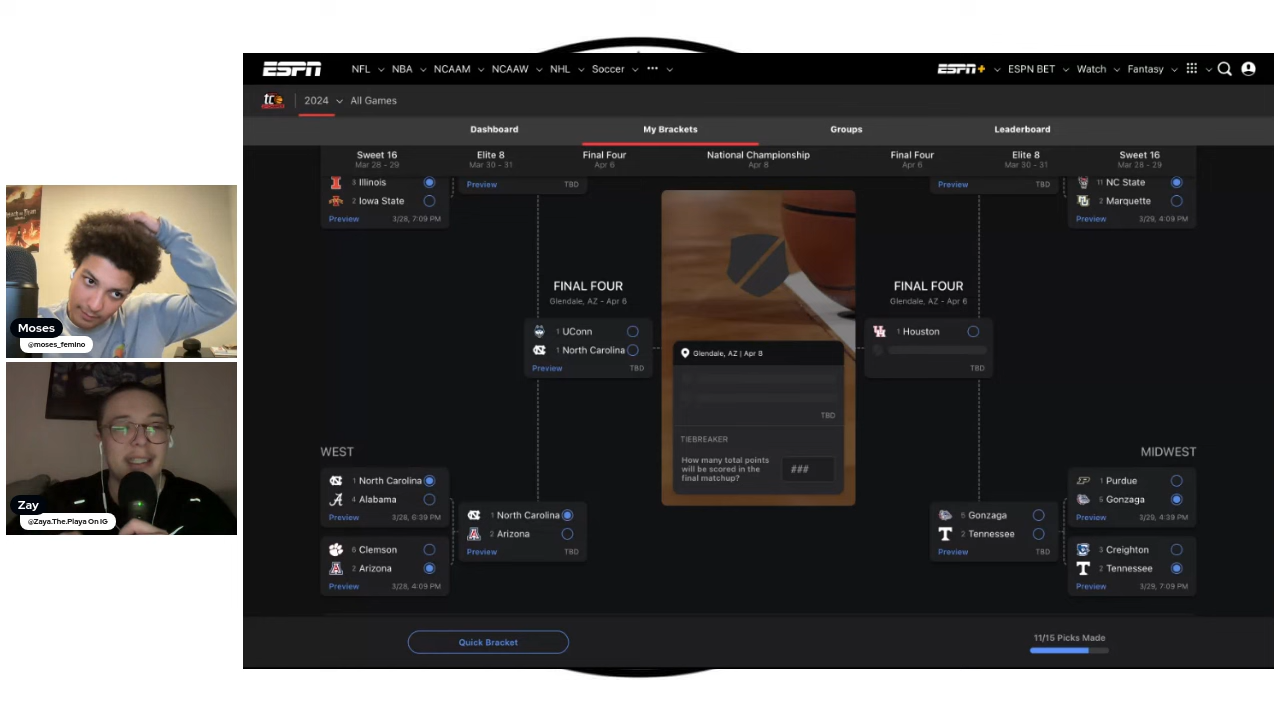 ESPN
NFL
NBA
NCAAM
NCAAW
NHL
Soccer
•••
ESPN+
ESPN BET
Watch
Fantasy
tc
2024
All Games
Dashboard
My Brackets
Groups
Leaderboard
Sweet 16
Mar 28 - 29
Elite 8
Mar 30 - 31
Final Four
Apr 6
National Championship
Apr 8
Final Four
Apr 6
Elite 8
Mar 30 - 31
Sweet 16
Mar 28 - 29
3 Illinois
2 Iowa State
Preview 3/28, 7:09 PM
Preview TBD
Preview TBD
11 NC State
2 Marquette
Preview 3/29, 4:09 PM
FINAL FOUR
Glendale, AZ - Apr 6
1 UConn
1 North Carolina
Preview TBD
Glendale, AZ | Apr 8
TBD
TIEBREAKER
How many total points
will be scored in the
final matchup?
###
FINAL FOUR
Glendale, AZ - Apr 6
1 Houston
TBD
WEST
1 North Carolina
4 Alabama
Preview 3/28, 6:39 PM
6 Clemson
2 Arizona
Preview 3/28, 4:09 PM
1 North Carolina
2 Arizona
Preview TBD
5 Gonzaga
2 Tennessee
Preview TBD
MIDWEST
1 Purdue
5 Gonzaga
Preview 3/29, 4:39 PM
3 Creighton
2 Tennessee
Preview 3/29, 7:09 PM
Quick Bracket
11/15 Picks Made
Moses
@moses_femino
Zay
@Zaya.The.Playa On IG